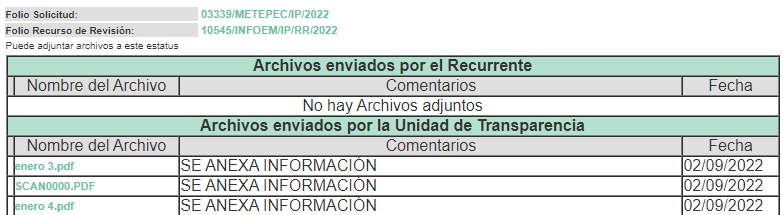 Folio Solicitud: 03339/METEPEC/IP/2022
Folio Recurso de Revisión: 10545/INFOEM/IP/RR/2022
Puede adjuntar archivos a este estatus
Archivos enviados por el Recurrente
Nombre del Archivo Comentarios Fecha
No hay Archivos adjuntos
Archivos enviados por la Unidad de Transparencia
Nombre del Archivo Comentarios Fecha
enero 3.pdf SE ANEXA INFORMACIÓN 02/09/2022
SCAN0000.PDF SE ANEXA INFORMACIÓN 02/09/2022
enero 4.pdf SE ANEXA INFORMACIÓN 02/09/2022